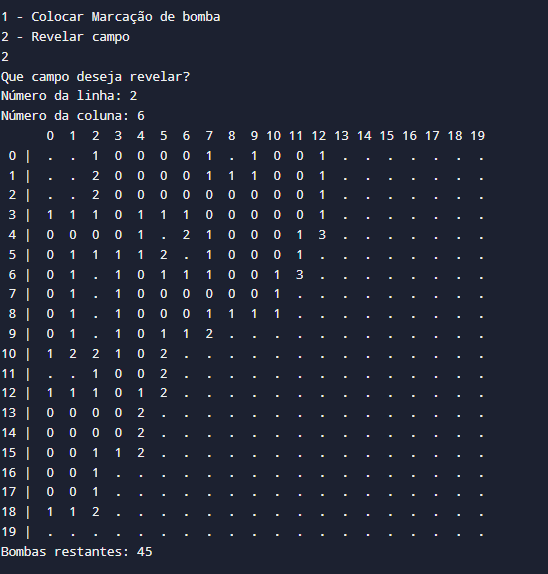 1 - Colocar Marcação de bomba
2 - Revelar campo
2
Que campo deseja revelar?
Número da linha: 2
Número da coluna: 6
0 1 2 3 4 5 6 7 8 9 10 11 12 13 14 15 16 17 18 19
0 | . . 1 0 0 0 0 1 . 1 0 0 1 . . . . . . .
1 | . . 2 0 0 0 0 1 1 1 0 0 1 . . . . . . .
2 | . . 2 0 0 0 0 0 0 0 0 0 1 . . . . . . .
3 | 1 1 1 0 1 1 1 0 0 0 0 0 1 . . . . . . .
4 | 0 0 0 0 1 . 2 1 0 0 0 1 3 . . . . . . .
5 | 0 1 1 1 1 2 . 1 0 0 0 1 . . . . . . . .
6 | 0 1 . 1 0 1 1 1 0 0 1 3 . . . . . . . .
7 | 0 1 . 1 0 0 0 0 0 0 1 . . . . . . . . .
8 | 0 1 . 1 0 0 0 1 1 1 1 . . . . . . . . .
9 | 0 1 . 1 0 1 1 2 . . . . . . . . . . . .
10 | 1 2 2 1 0 2 . . . . . . . . . . . . . .
11 | . . 1 0 0 2 . . . . . . . . . . . . . .
12 | 1 1 1 0 1 2 . . . . . . . . . . . . . .
13 | 0 0 0 0 2 . . . . . . . . . . . . . . .
14 | 0 0 0 0 2 . . . . . . . . . . . . . . .
15 | 0 0 1 1 2 . . . . . . . . . . . . . . .
16 | 0 0 1 . . . . . . . . . . . . . . . . .
17 | 0 0 1 . . . . . . . . . . . . . . . . .
18 | 1 1 2 . . . . . . . . . . . . . . . . .
19 | . . . . . . . . . . . . . . . . . . . .
Bombas restantes: 45